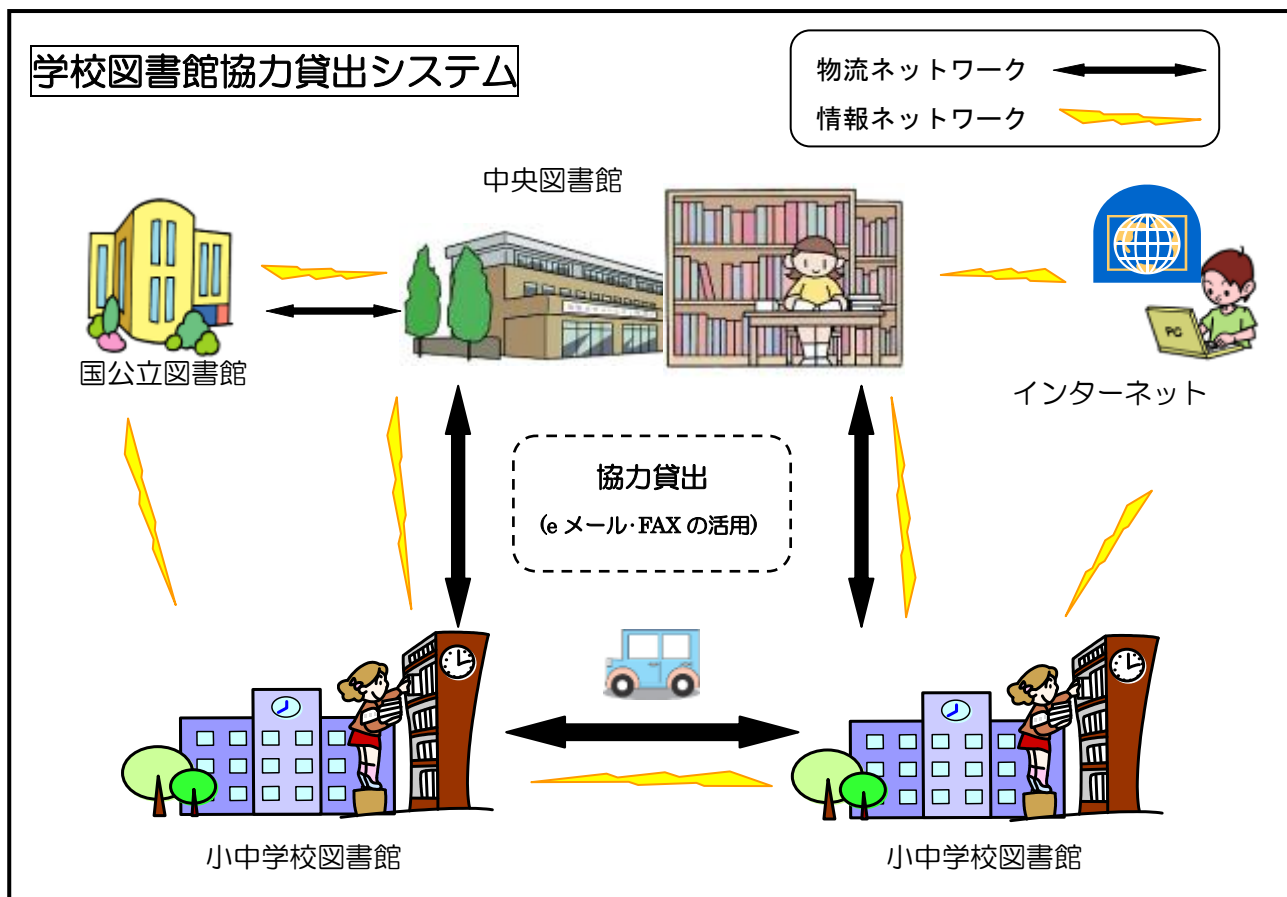 学校図書館協力貸出システム
物流ネットワーク
情報ネットワーク
中央図書館
国公立図書館
PC
インターネット
協力貸出
(e メール･FAX の活用)
小中学校図書館
小中学校図書館